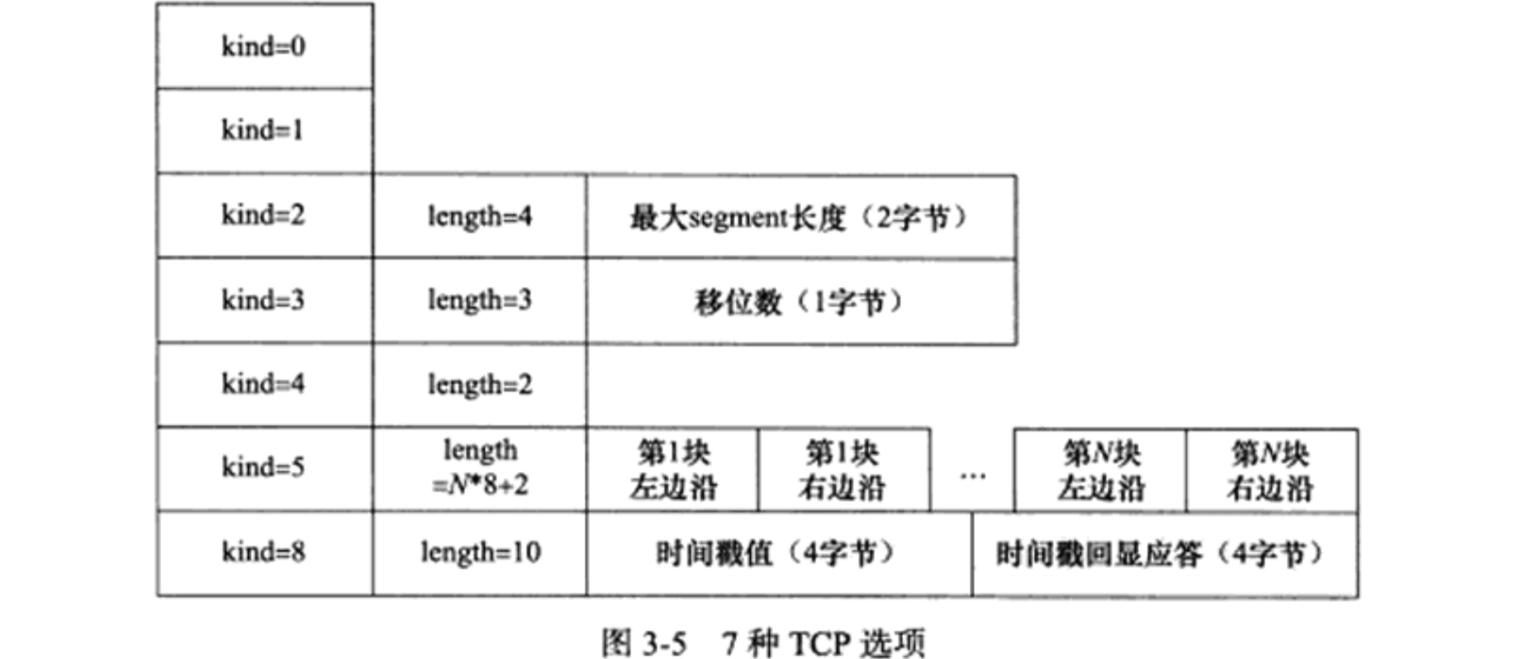 kind=0
kind=1
kind=2 length=4 最大segment长度（2字节）
kind=3 length=3 移位数（1字节）
kind=4 length=2
kind=5 length =N*8+2 第1块左边沿 第1块右边沿 … 第N块左边沿 第N块右边沿
kind=8 length=10 时间戳值（4字节） 时间戳回显应答（4字节）
图 3-5 7 种 TCP 选项